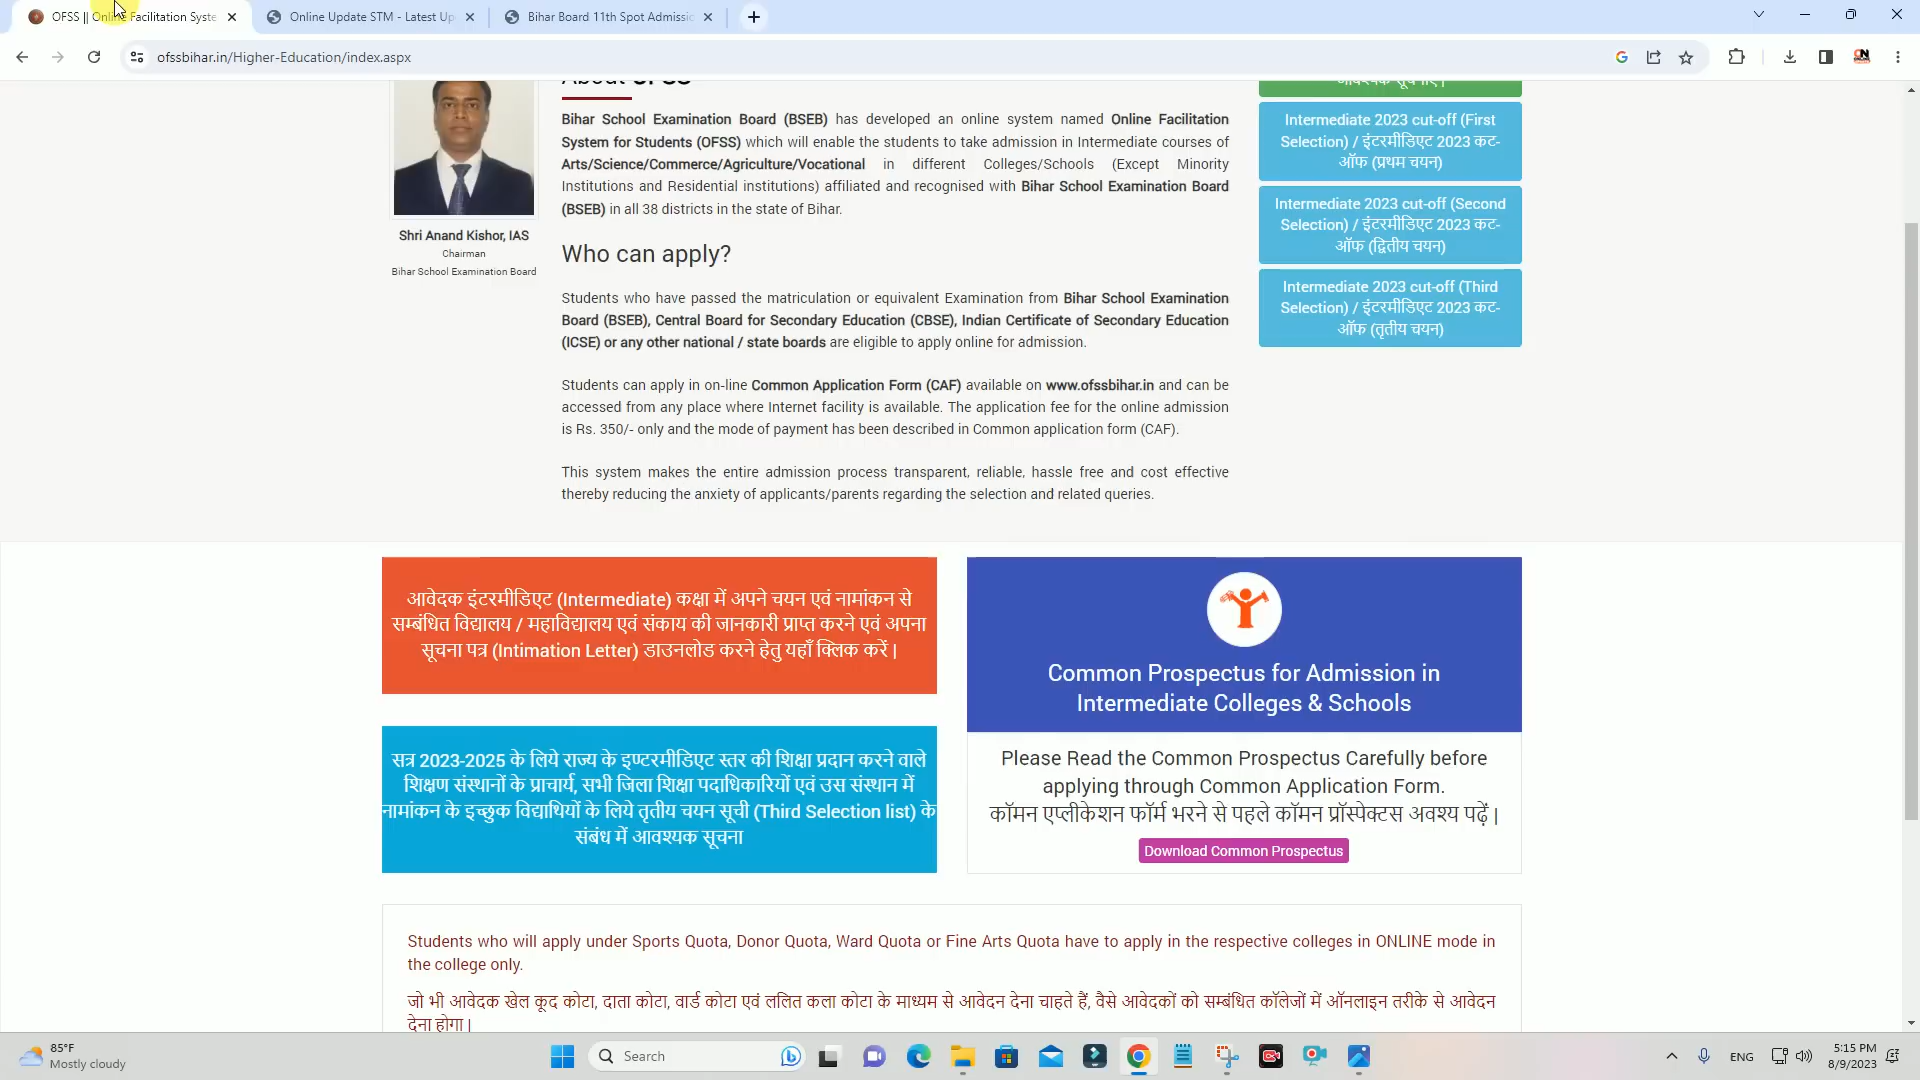 OFSS || Online Facilitation Syste
Online Update STM - Latest Up
Bihar Board 11th Spot Admissio
ofssbihar.in/Higher-Education/index.aspx
About OFSS
Bihar School Examination Board (BSEB) has developed an online system named Online Facilitation
System for Students (OFSS) which will enable the students to take admission in Intermediate courses of
Arts/Science/Commerce/Agriculture/Vocational in different Colleges/Schools (Except Minority
Institutions and Residential institutions) affiliated and recognised with Bihar School Examination Board
(BSEB) in all 38 districts in the state of Bihar.
Shri Anand Kishor, IAS
Chairman
Bihar School Examination Board
Who can apply?
Students who have passed the matriculation or equivalent Examination from Bihar School Examination
Board (BSEB), Central Board for Secondary Education (CBSE), Indian Certificate of Secondary Education
(ICSE) or any other national / state boards are eligible to apply online for admission.
Students can apply in on-line Common Application Form (CAF) available on www.ofssbihar.in and can be
accessed from any place where Internet facility is available. The application fee for the online admission
is Rs. 350/- only and the mode of payment has been described in Common application form (CAF).
This system makes the entire admission process transparent, reliable, hassle free and cost effective
thereby reducing the anxiety of applicants/parents regarding the selection and related queries.
आवश्यक सूचनाएं |
Intermediate 2023 cut-off (First
Selection) / इंटरमीडिएट 2023 कट-
ऑफ (प्रथम चयन)
Intermediate 2023 cut-off (Second
Selection) / इंटरमीडिएट 2023 कट-
ऑफ (द्वितीय चयन)
Intermediate 2023 cut-off (Third
Selection) / इंटरमीडिएट 2023 कट-
ऑफ (तृतीय चयन)
आवेदक इंटरमीडिएट (Intermediate) कक्षा में अपने चयन एवं नामांकन से
सम्बंधित विद्यालय / महाविद्यालय एवं संकाय की जानकारी प्राप्त करने एवं अपना
सूचना पत्र (Intimation Letter) डाउनलोड करने हेतु यहाँ क्लिक करें |
सत्र 2023-2025 के लिये राज्य के इण्टरमीडिएट स्तर की शिक्षा प्रदान करने वाले
शिक्षण संस्थानों के प्राचार्य, सभी जिला शिक्षा पदाधिकारियों एवं उस संस्थान में
नामांकन के इच्छुक विद्याथियों के लिये तृतीय चयन सूची (Third Selection list) के
संबंध में आवश्यक सूचना
Common Prospectus for Admission in
Intermediate Colleges & Schools
Please Read the Common Prospectus Carefully before
applying through Common Application Form.
कॉमन एप्लीकेशन फॉर्म भरने से पहले कॉमन प्रॉस्पेक्टस अवश्य पढ़ें |
Download Common Prospectus
Students who will apply under Sports Quota, Donor Quota, Ward Quota or Fine Arts Quota have to apply in the respective colleges in ONLINE mode in
the college only.
जो भी आवेदक खेल कूद कोटा, दाता कोटा, वार्ड कोटा एवं ललित कला कोटा के माध्यम से आवेदन देना चाहते हैं, वैसे आवेदकों को सम्बंधित कॉलेजों में ऑनलाइन तरीके से आवेदन
देना होगा |
85°F
Mostly cloudy
Search
ENG
5:15 PM
8/9/2023